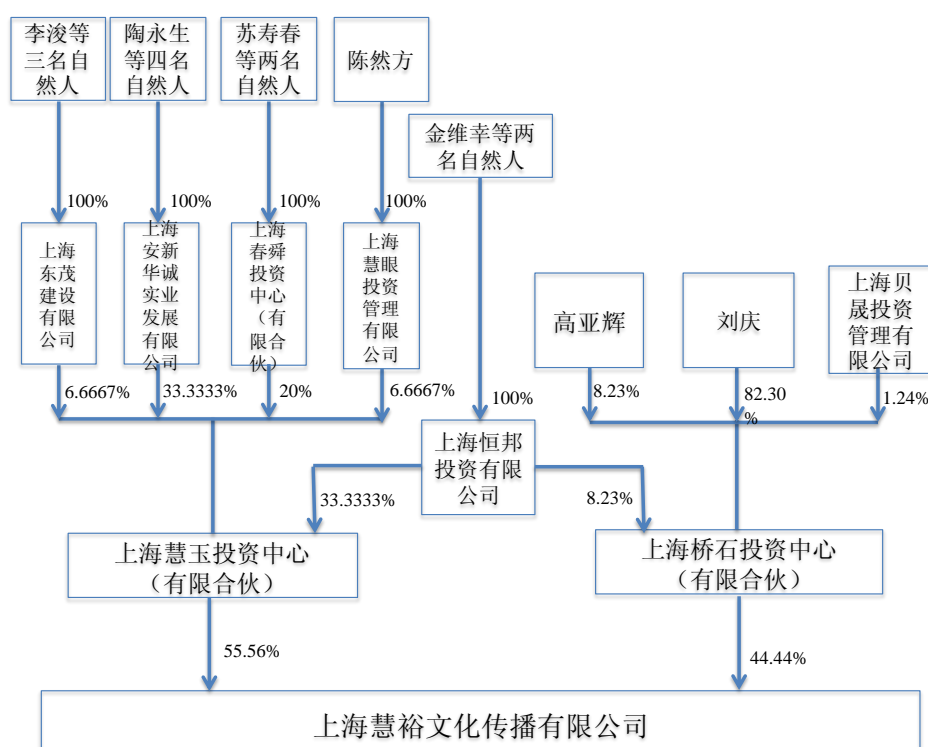 李浚等
三名自
然人
陶永生
等四名
自然人
苏寿春
等两名
自然人
陈然方
金维幸等两
名自然人
100%
100%
100%
100%
上海
东茂
建设
有限
公司
上海
安新
华诚
实业
发展
有限
公司
上海
春舜
投资
中心
（有
限合
伙）
上海
慧眼
投资
管理
有限
公司
高亚辉
刘庆
上海贝
晟投资
管理有
限公司
6.6667%
33.3333%
20%
6.6667%
100%
8.23%
82.30
%
1.24%
上海恒邦
投资有限
公司
33.3333%
8.23%
上海慧玉投资中心
（有限合伙）
上海桥石投资中心
（有限合伙）
55.56%
44.44%
上海慧裕文化传播有限公司